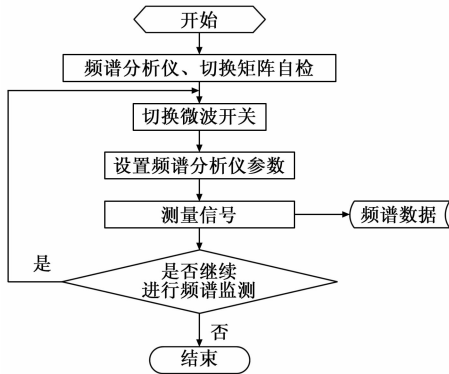 开始
频谱分析仪、切换矩阵自检
切换微波开关
设置频谱分析仪参数
测量信号
频谱数据
是
是否继续
进行频谱监测
否
结束